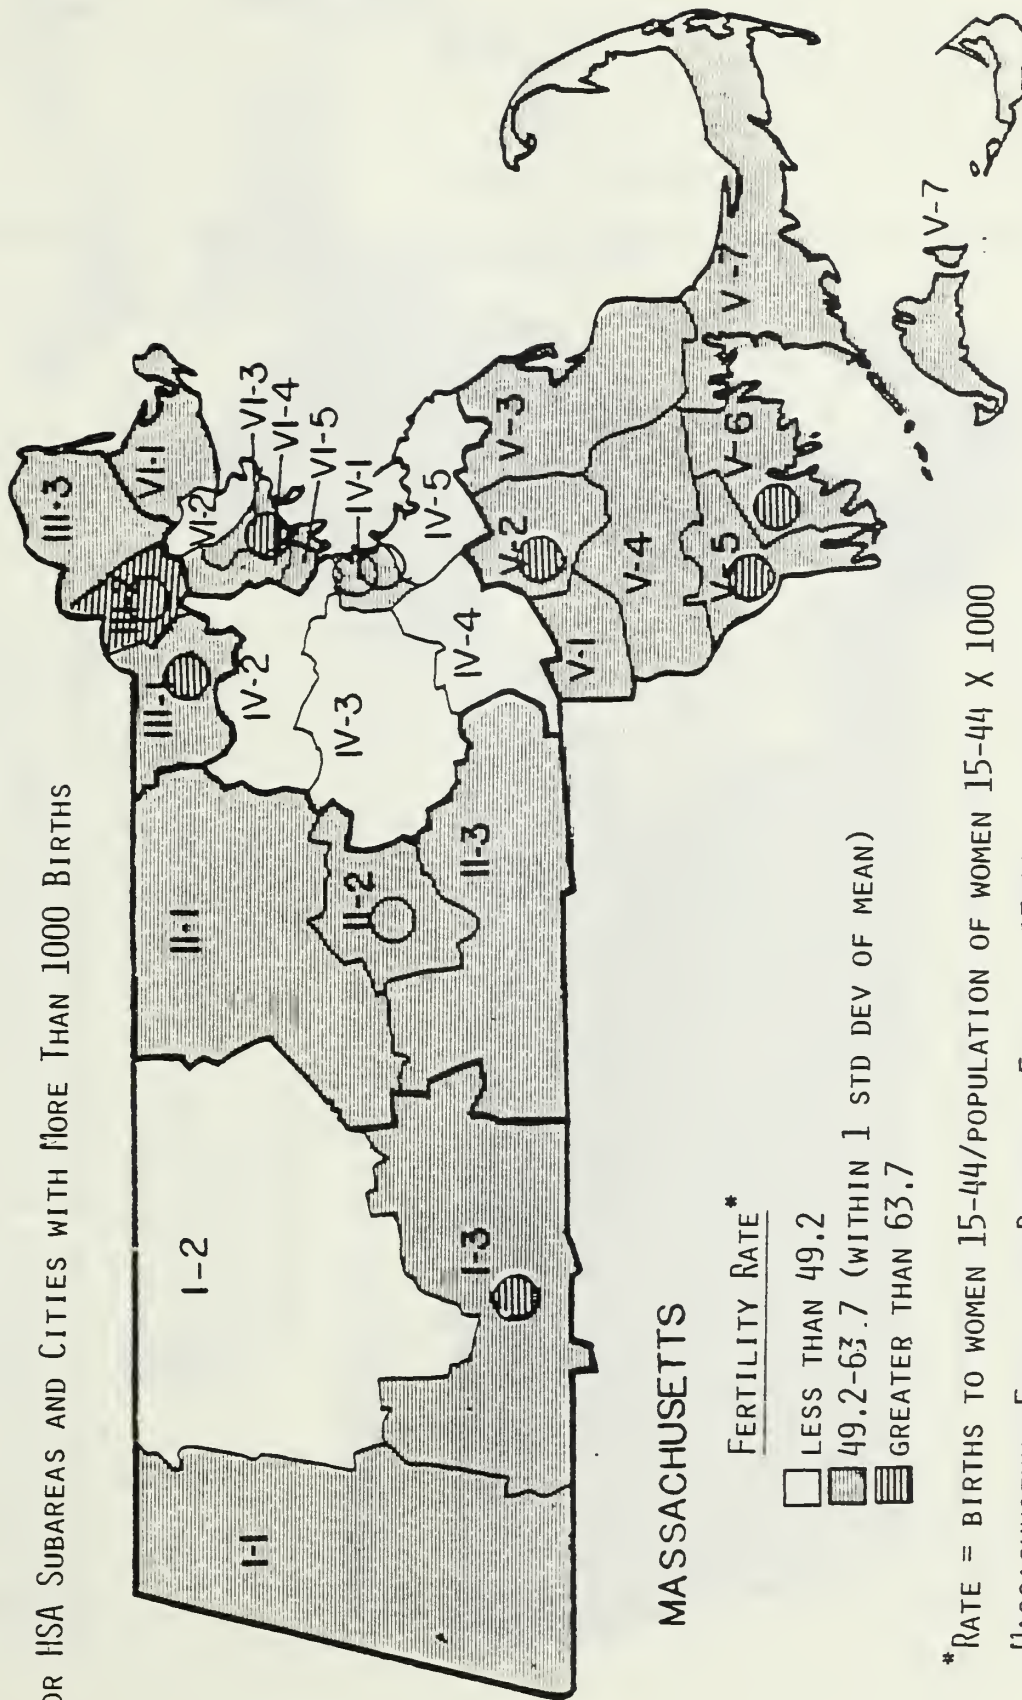 OR HSA SUBAREAS AND CITIES WITH MORE THAN 1000 BIRTHS
I-1
I-2
I-3
II-1
II-2
II-3
III-1
III-3
IV-1
IV-2
IV-3
IV-4
IV-5
V-1
V-2
V-3
V-4
V-5
V-6
V-7
V-7
VI-1
VI-2
VI-3
VI-4
VI-5
MASSACHUSETTS
FERTILITY RATE*
LESS THAN 49.2
49.2-63.7 (WITHIN 1 STD DEV OF MEAN)
GREATER THAN 63.7
*RATE = BIRTHS TO WOMEN 15-44/POPULATION OF WOMEN 15-44 X 1000